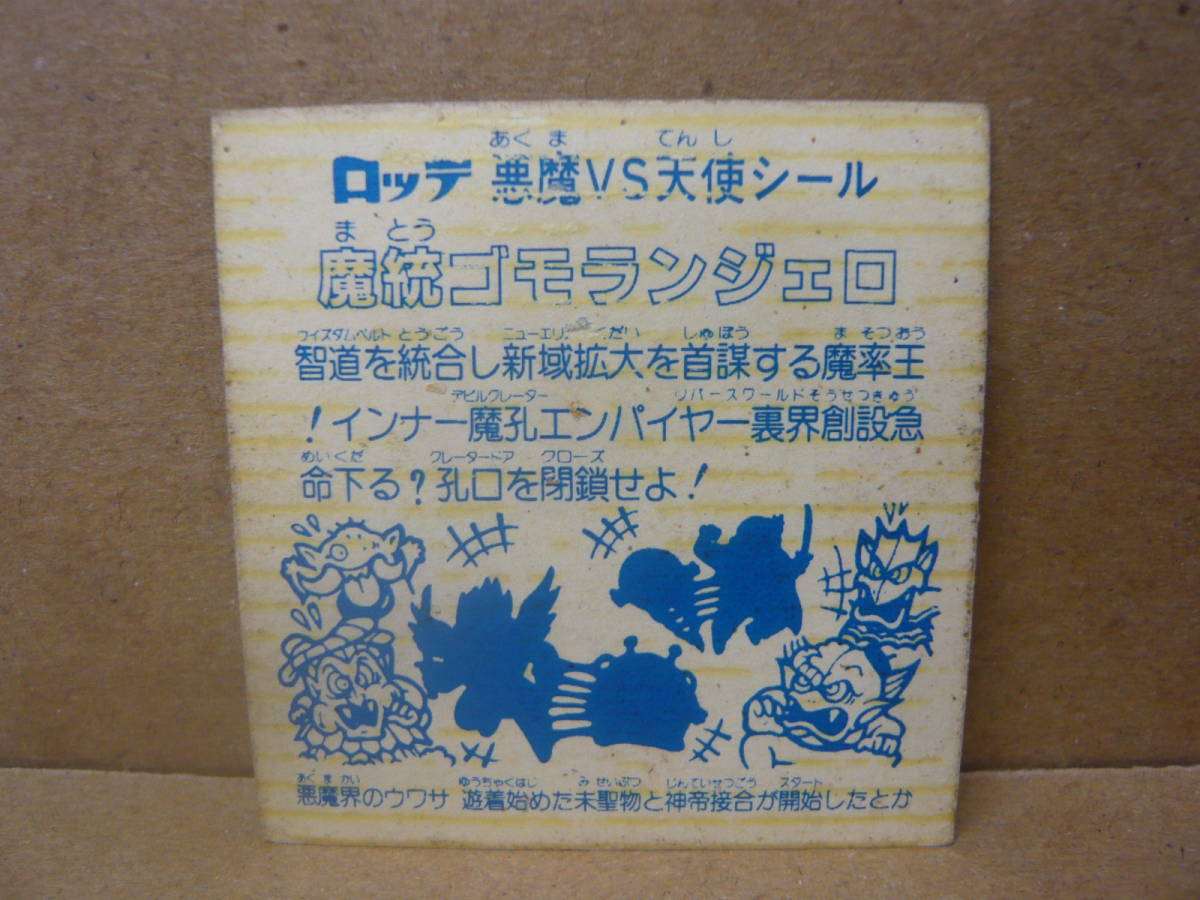 あくま てんし
ロッテ 悪魔VS天使シール
まとう
魔統ゴモランジェロ
ウイズダムベルト とうごう ニューエリア くだい しゅぼう ま そつおう
智道を統合し新域拡大を首謀する魔率王
デビルクレーター リバースワールドそうせつきゅう
!インナー魔孔エンパイヤー裏界創設急
めいくだ クレータードア クローズ
命下る?孔口を閉鎖せよ!
あくまかい ゆうちゃくはじ みせいぶつ じんていせつごう スタート
悪魔界のウワサ 遊着始めた未聖物と神帝接合が開始したとか